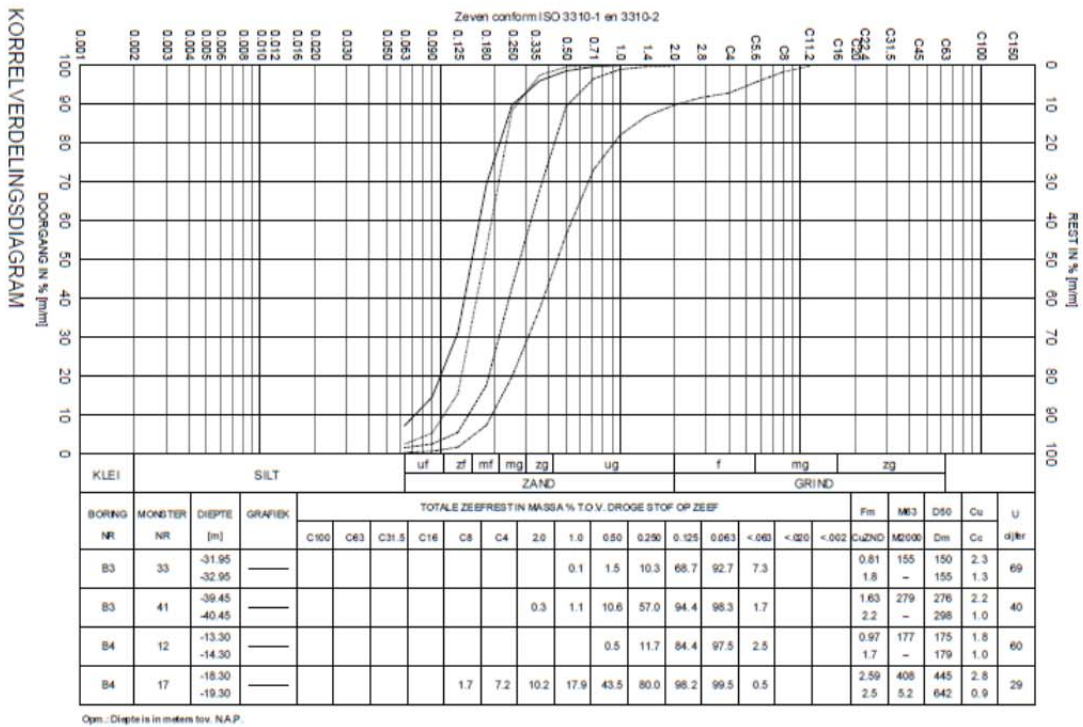 KORRELVERDELINGSDIAGRAM
Zeven conform ISO 3310-1 en 3310-2
0.001 0.002 0.003 0.004 0.005 0.006 0.008 0.010 0.012 0.016 0.020 0.030 0.050 0.063 0.090 0.125 0.180 0.250 0.335 0.50 0.71 1.0 1.4 2.0 2.8 C4 C5.6 C8 C11.2 C16 C20 C22.4 C31.5 C45 C63 C100 C150
DOORGANG IN % [m/m]
100 90 80 70 60 50 40 30 20 10 0
REST IN % [m/m]
0 10 20 30 40 50 60 70 80 90 100
KLEI SILT uf zf mf mg zg ug f mg zg
ZAND GRIND
BORING MONSTER DIEPTE GRAFIEK TOTALE ZEEFREST IN MASSA % T.O.V. DROGE STOF OP ZEEF Fm M63 D50 Cu U
NR NR [m] C100 C63 C31.5 C16 C8 C4 2.0 1.0 0.50 0.250 0.125 0.063 <.063 <.020 <.002 CuZND M2000 Dm Cc cijfer
B3 33 -31.95 -32.95 0.1 1.5 10.3 68.7 92.7 7.3 0.81 155 150 2.3 69
1.8 – 155 1.3
B3 41 -39.45 -40.45 0.3 1.1 10.6 57.0 94.4 98.3 1.7 1.63 279 276 2.2 40
2.2 – 298 1.0
B4 12 -13.30 -14.30 0.5 11.7 84.4 97.5 2.5 0.97 177 175 1.8 60
1.7 – 179 1.0
B4 17 -18.30 -19.30 1.7 7.2 10.2 17.9 43.5 80.0 98.2 99.5 0.5 2.59 408 445 2.8 29
2.5 5.2 642 0.9
Opm.: Diepte is in meters tov. N.A.P.